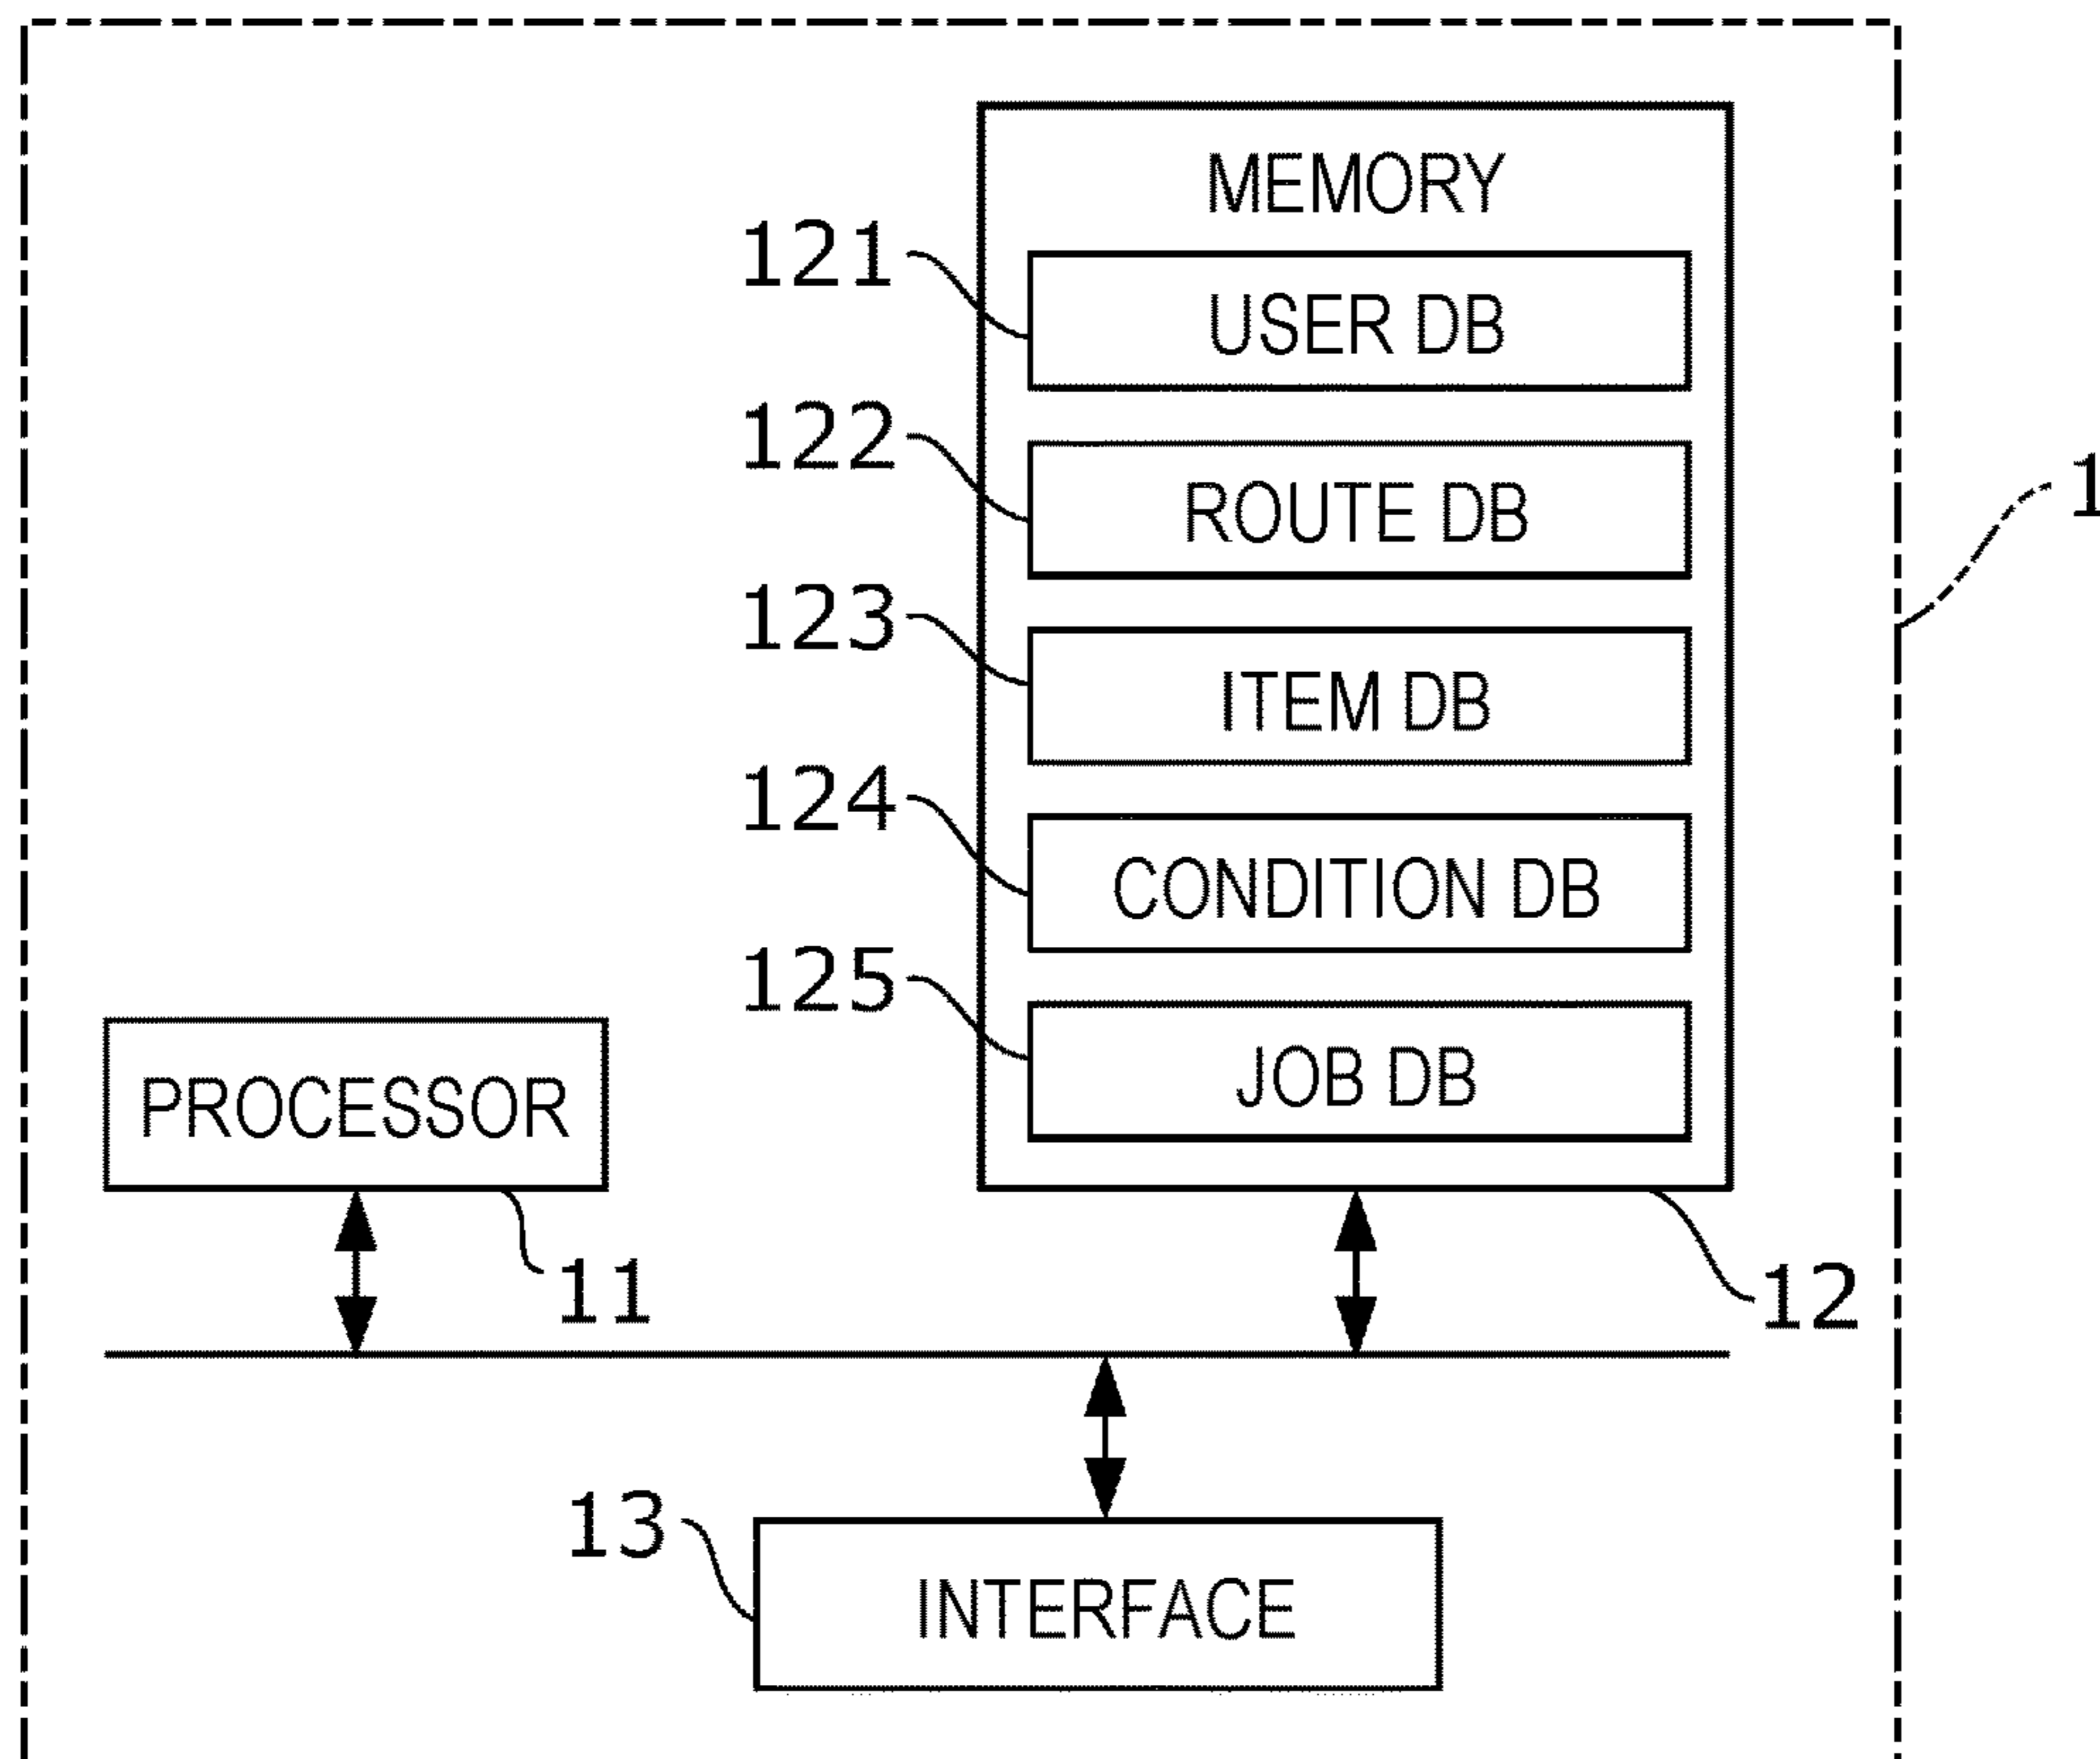 MEMORY
121
USER DB
122
ROUTE DB
1
123
ITEM DB
124
CONDITION DB
125
JOB DB
PROCESSOR
11
12
13
INTERFACE